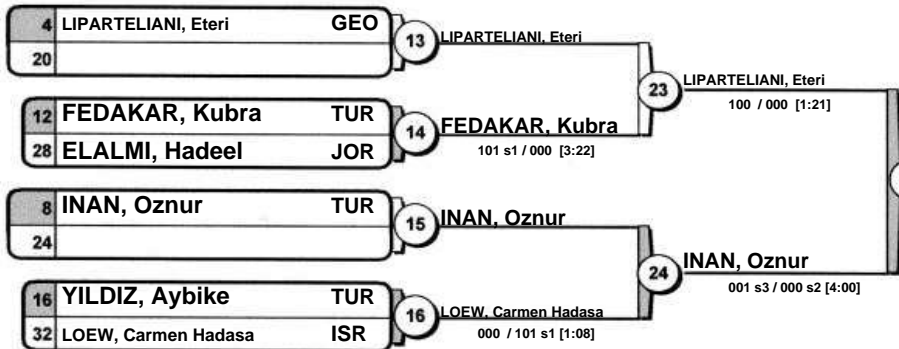 4 LIPARTELIANI, Eteri GEO
20
13 LIPARTELIANI, Eteri
12 FEDAKAR, Kubra TUR
28 ELALMI, Hadeel JOR
14 FEDAKAR, Kubra
101 s1 / 000 [3:22]
23 LIPARTELIANI, Eteri
100 / 000 [1:21]
8 INAN, Oznur TUR
24
15 INAN, Oznur
16 YILDIZ, Aybike TUR
32 LOEW, Carmen Hadasa ISR
16 LOEW, Carmen Hadasa
000 / 101 s1 [1:08]
24 INAN, Oznur
001 s3 / 000 s2 [4:00]